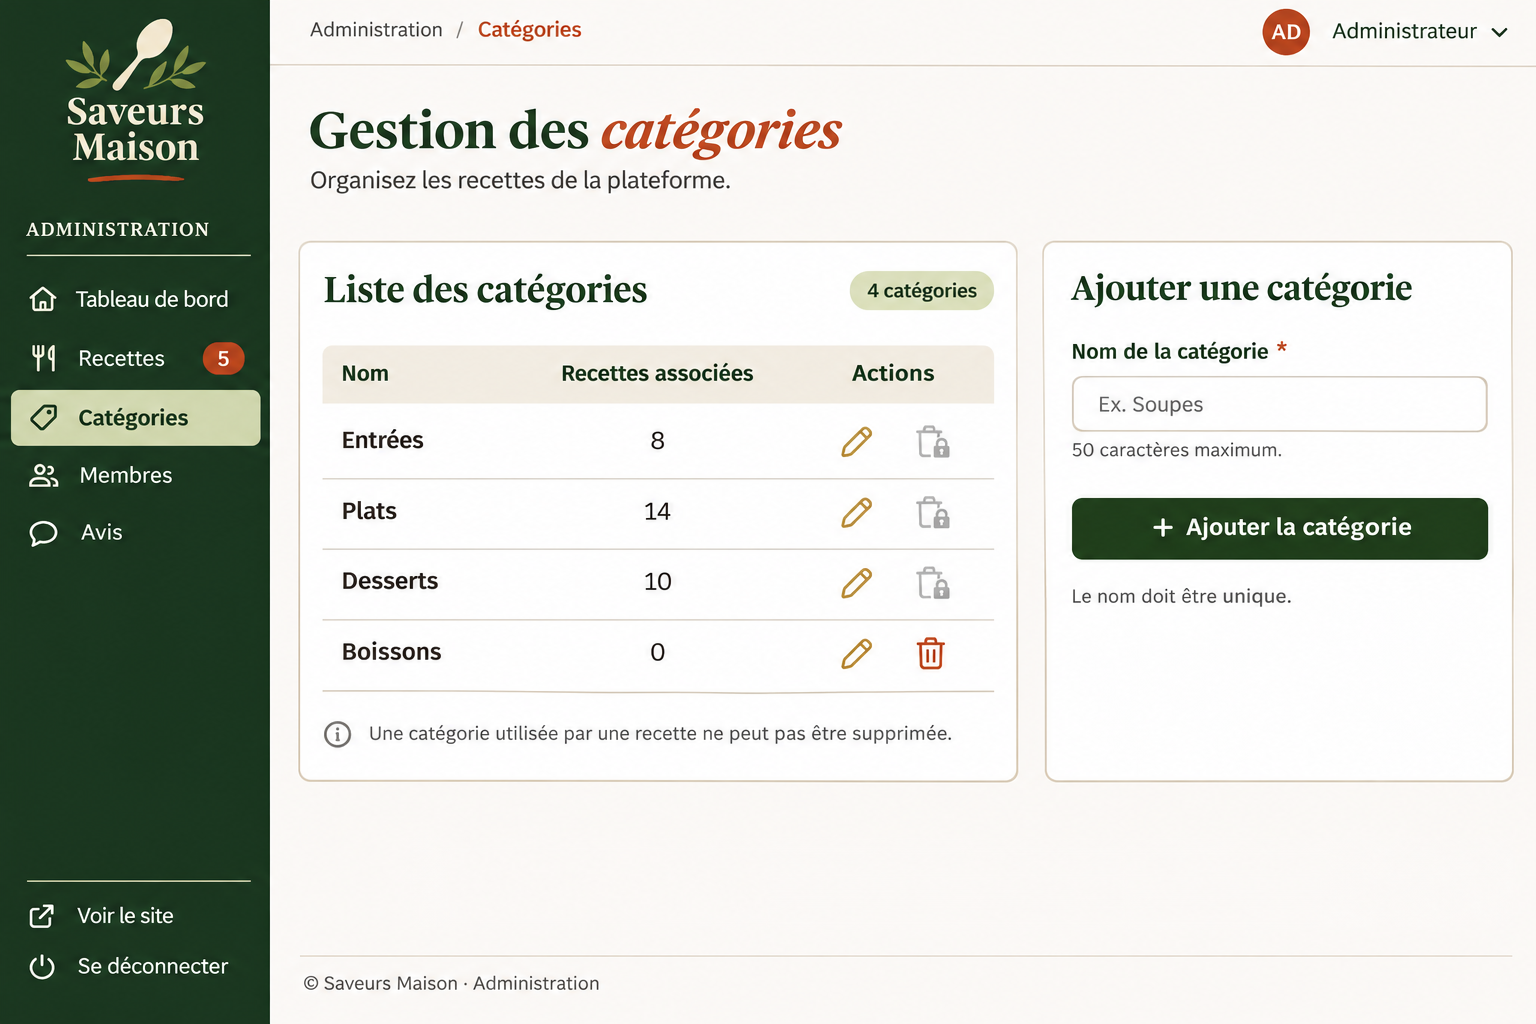 Saveurs
Maison
ADMINISTRATION
Tableau de bord
Recettes 5
Catégories
Membres
Avis
Voir le site
Se déconnecter
Administration / Catégories
AD Administrateur
Gestion des catégories
Organisez les recettes de la plateforme.
Liste des catégories 4 catégories
Nom Recettes associées Actions
Entrées 8
Plats 14
Desserts 10
Boissons 0
Une catégorie utilisée par une recette ne peut pas être supprimée.
Ajouter une catégorie
Nom de la catégorie *
Ex. Soupes
50 caractères maximum.
+ Ajouter la catégorie
Le nom doit être unique.
© Saveurs Maison · Administration